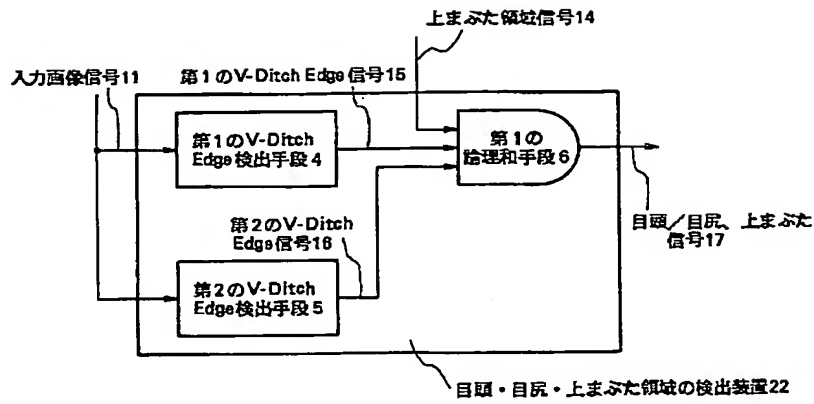 上まぶた領域信号14
入力画像信号11
第1のV-Ditch Edge信号15
第1のV-Ditch
Edge検出手段4
第1の
論理和手段6
第2のV-Ditch
Edge信号16
目頭／目尻、上まぶた
信号17
第2のV-Ditch
Edge検出手段5
目頭・目尻・上まぶた領域の検出装置22